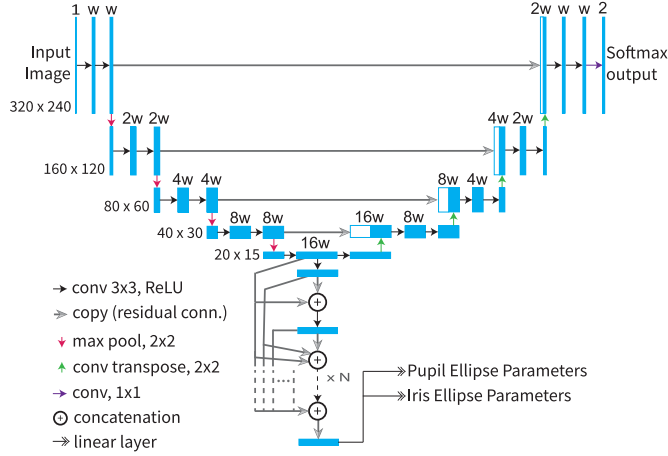 1 w w
2w w w 2
Input
Image
Softmax
output
320 x 240
2w 2w
4w 2w
160 x 120
4w 4w
8w 4w
80 x 60
8w 8w
16w 8w
40 x 30
16w
20 x 15
conv 3x3, ReLU
copy (residual conn.)
max pool, 2x2
conv transpose, 2x2
conv, 1x1
concatenation
linear layer
x N
Pupil Ellipse Parameters
Iris Ellipse Parameters